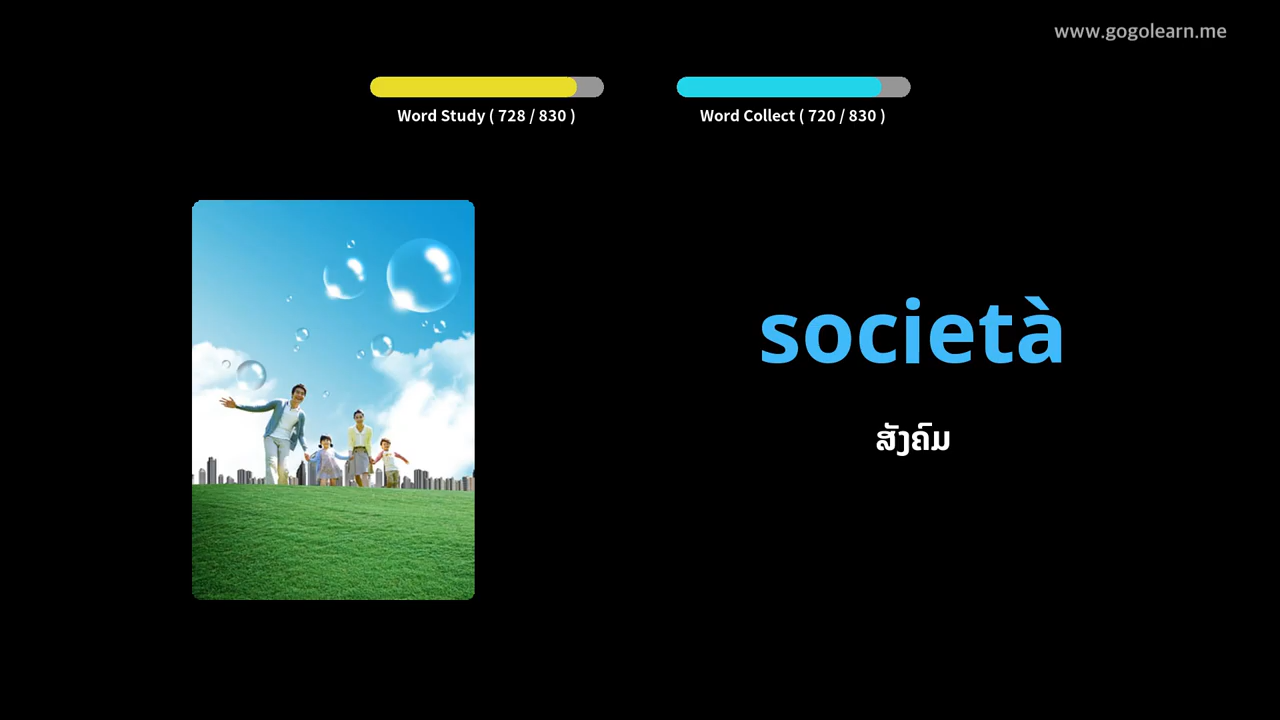 www.gogolearn.me
Word Study ( 728 / 830 )
Word Collect ( 720 / 830 )
società
ສັງຄົມ